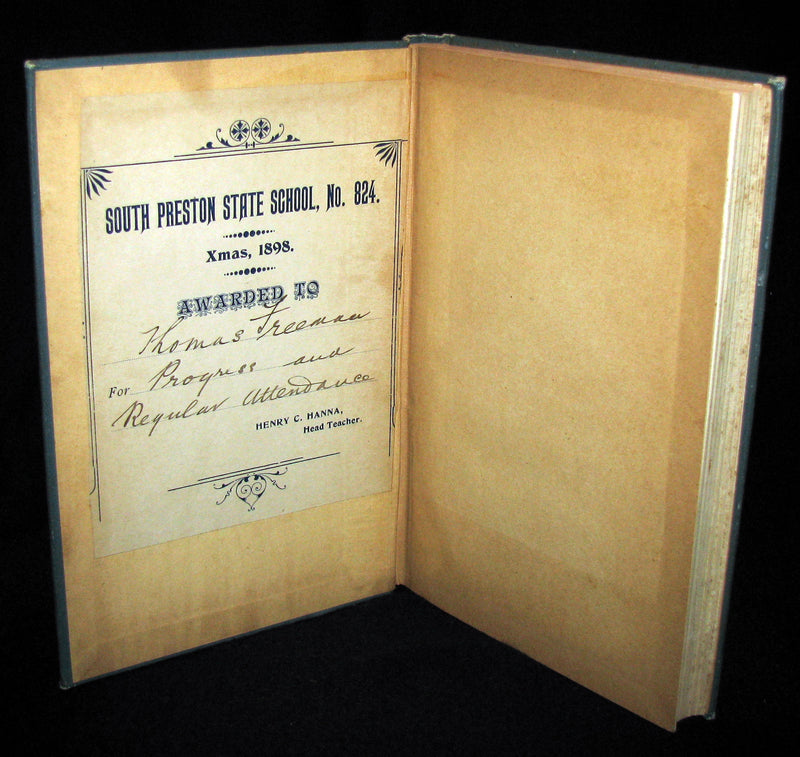 SOUTH PRESTON STATE SCHOOL, No. 824.
Xmas, 1898.
AWARDED TO
Thomas Freeman
For Progress and
Regular Attendance
HENRY C. HANNA,
Head Teacher.